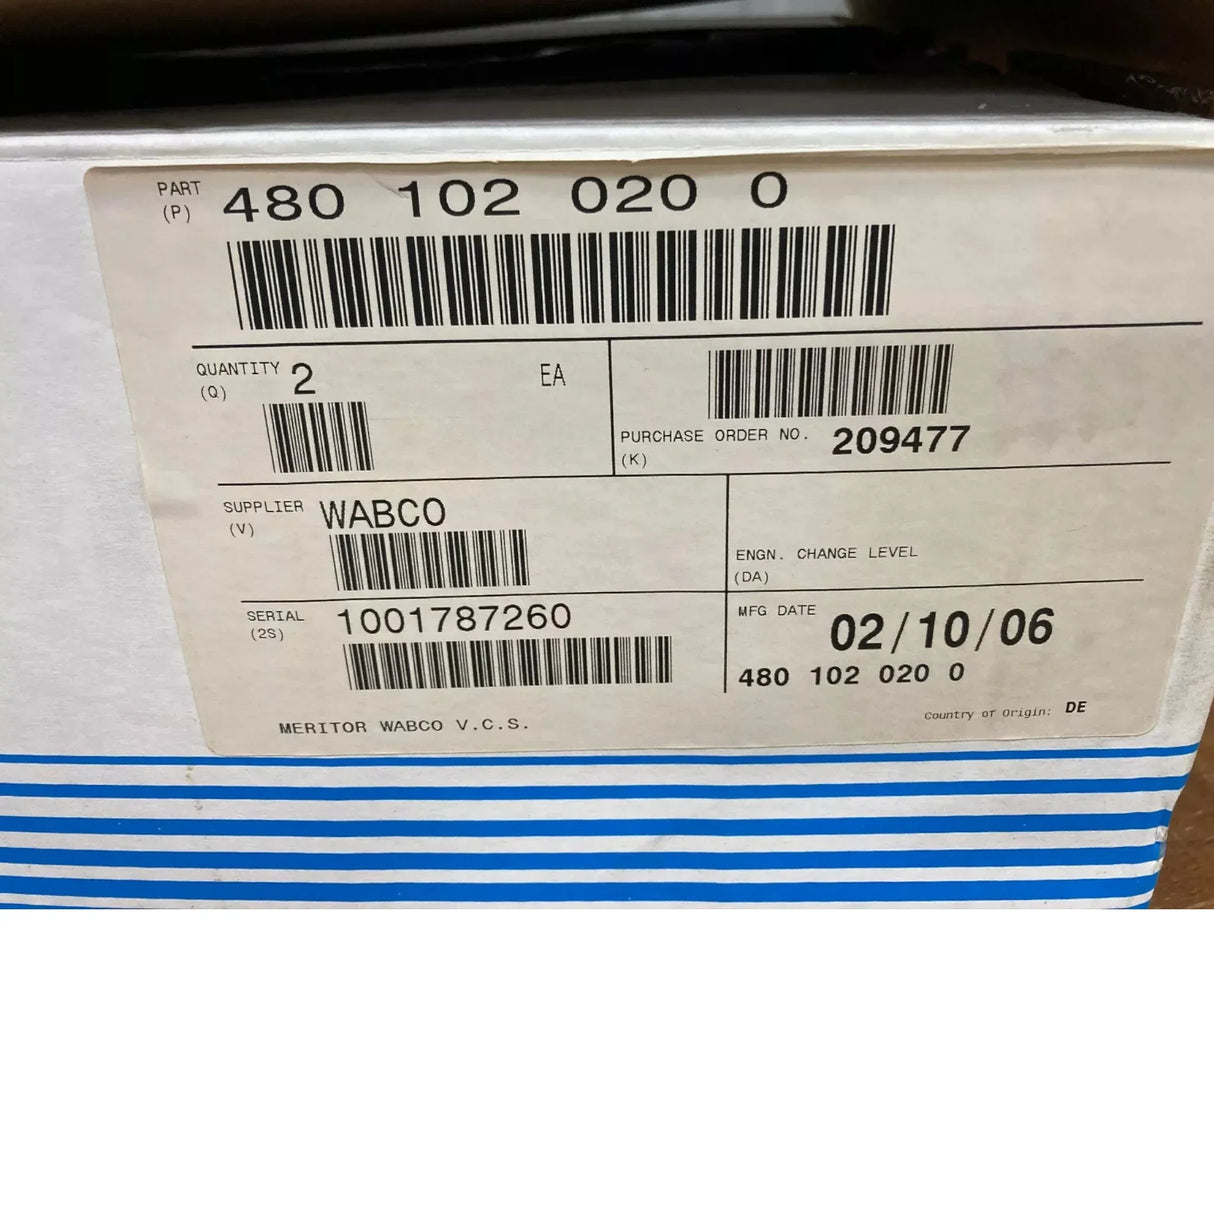 PART 480 102 020 0
(P)
QUANTITY 2 EA
(Q)
PURCHASE ORDER NO. 209477
(K)
SUPPLIER WABCO
(V)
ENGN. CHANGE LEVEL
(DA)
SERIAL 1001787260
(2S)
MFG DATE 02/10/06
480 102 020 0
MERITOR WABCO V.C.S.
Country of Origin: DE